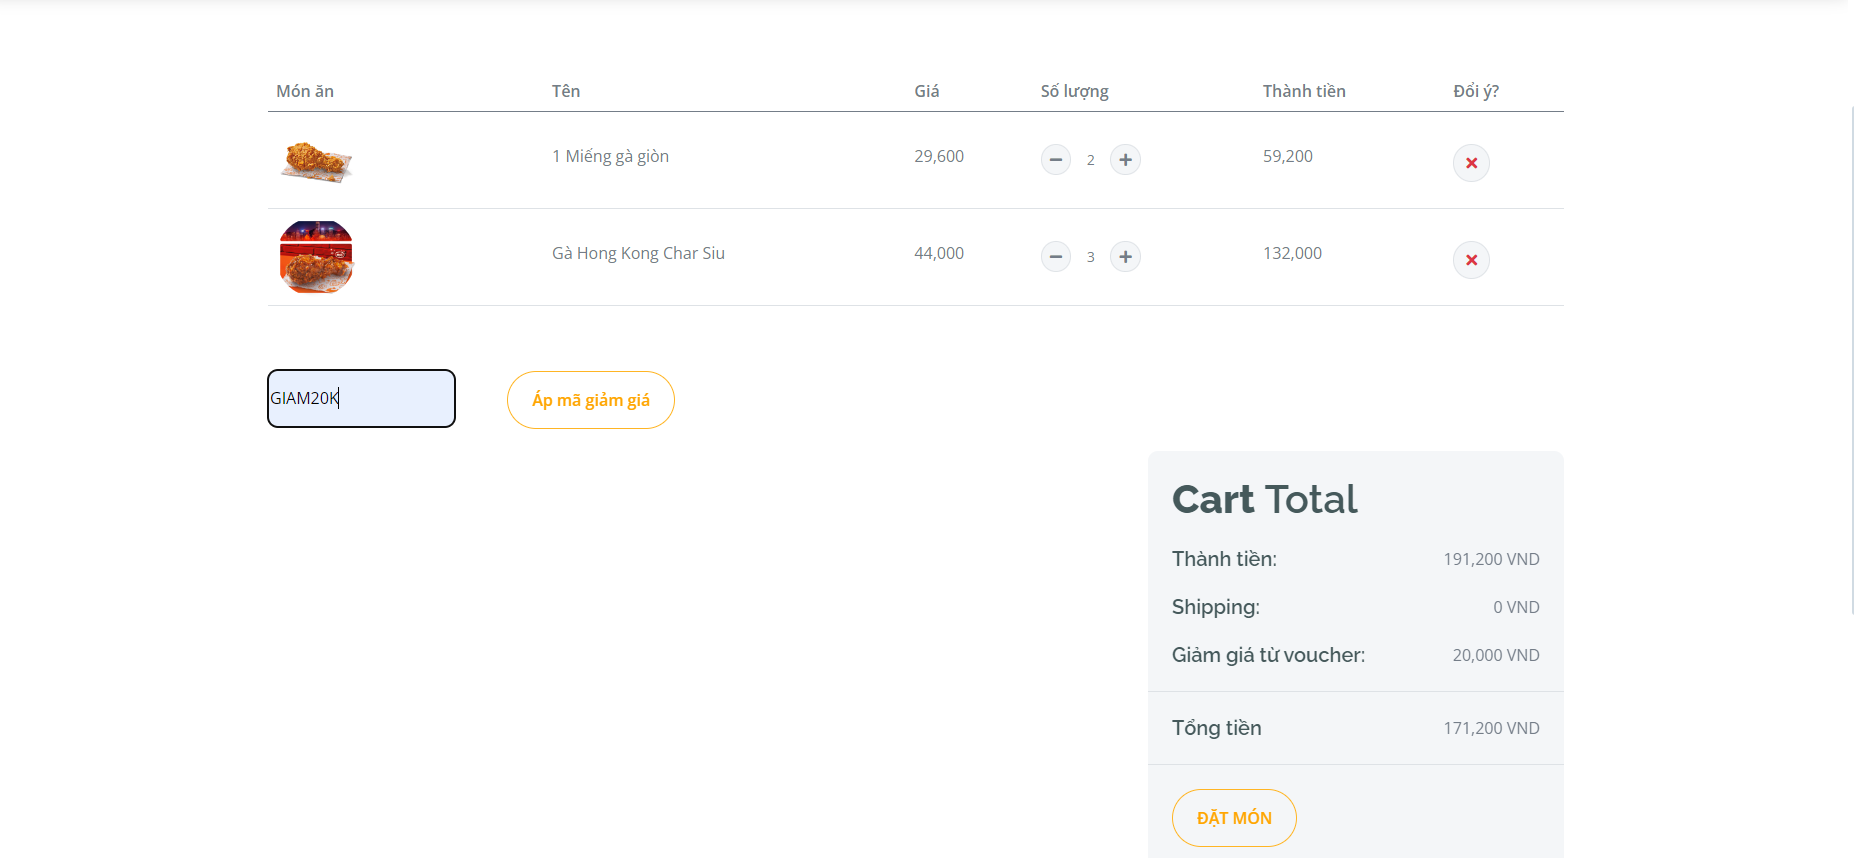 Món ăn Tên Giá Số lượng Thành tiền Đổi ý?
1 Miếng gà giòn 29,600 2 59,200
Gà Hong Kong Char Siu 44,000 3 132,000
GIAM20K Áp mã giảm giá
Cart Total
Thành tiền: 191,200 VND
Shipping: 0 VND
Giảm giá từ voucher: 20,000 VND
Tổng tiền 171,200 VND
ĐẶT MÓN